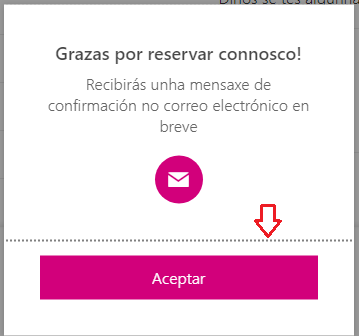 Grazas por reservar connosco!
Recibirás unha mensaxe de
confirmación no correo electrónico en
breve
Aceptar